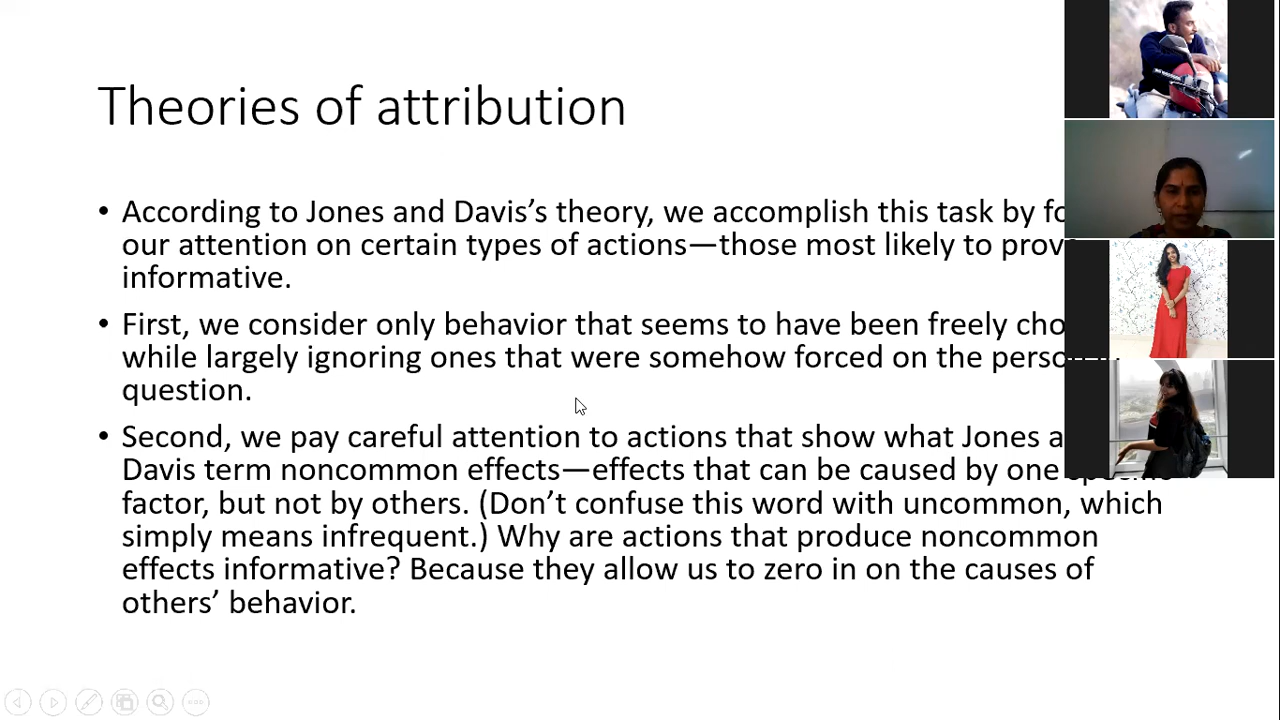 Theories of attribution
• According to Jones and Davis’s theory, we accomplish this task by
our attention on certain types of actions—those most likely to prove
informative.
• First, we consider only behavior that seems to have been freely
while largely ignoring ones that were somehow forced on the person
question.
• Second, we pay careful attention to actions that show what Jones
Davis term noncommon effects—effects that can be caused by one specific
factor, but not by others. (Don’t confuse this word with uncommon, which
simply means infrequent.) Why are actions that produce noncommon
effects informative? Because they allow us to zero in on the causes of
others’ behavior.